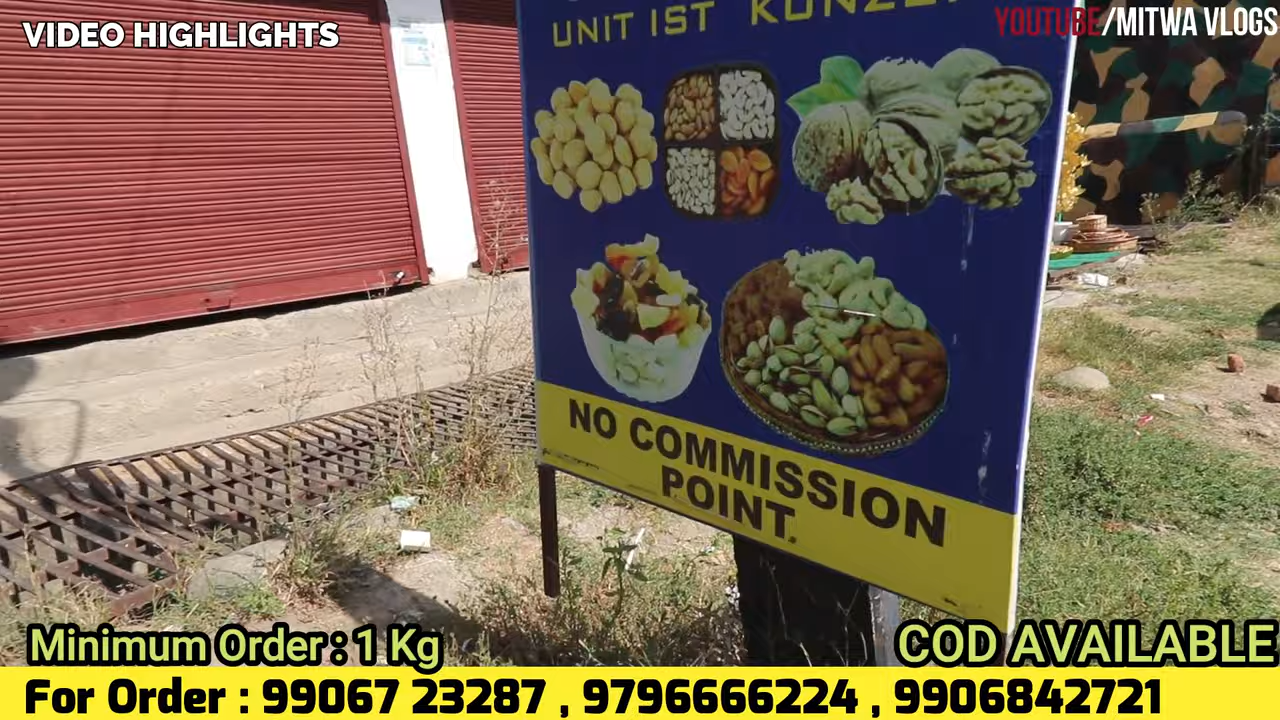 VIDEO HIGHLIGHTS
YOUTUBE/MITWA VLOGS
UNIT IST
NO COMMISSION
POINT.
Minimum Order : 1 Kg
COD AVAILABLE
For Order : 99067 23287 , 9796666224 , 9906842721